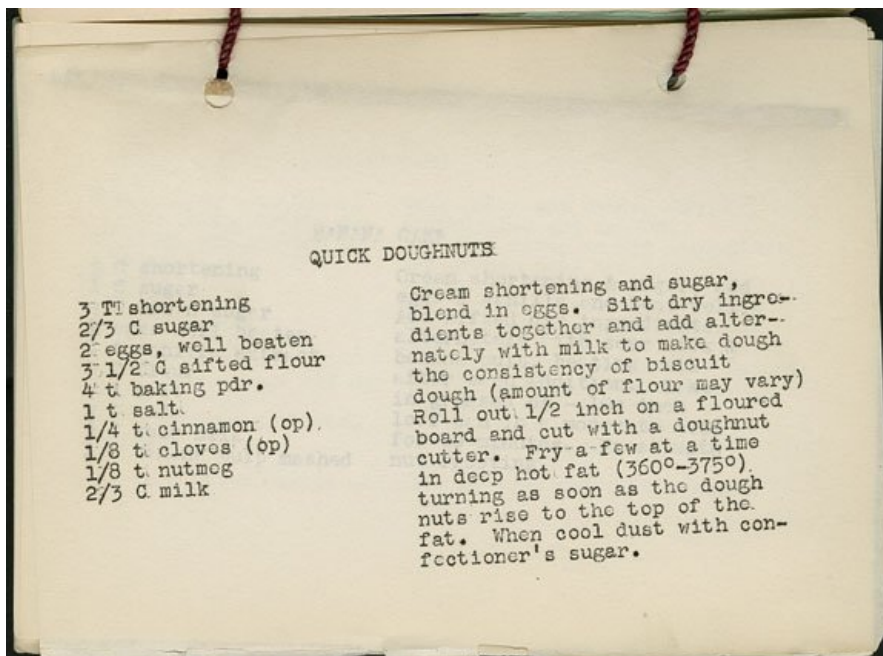 QUICK DOUGHNUTS
3 T shortening
2/3 C. sugar
2 eggs, well beaten
3 1/2 C sifted flour
4 t. baking pdr.
1 t salt.
1/4 t. cinnamon (op).
1/8 t. cloves (op)
1/8 t. nutmeg
2/3 C. milk
Cream shortening and sugar,
blend in eggs. Sift dry ingre-
dients together and add alter-
nately with milk to make dough
the consistency of biscuit
dough (amount of flour may vary)
Roll out 1/2 inch on a floured
board and cut with a doughnut
cutter. Fry a few at a time
in deep hot fat (360°-375°).
turning as soon as the dough
nuts rise to the top of the.
fat. When cool dust with con-
fectioner's sugar.